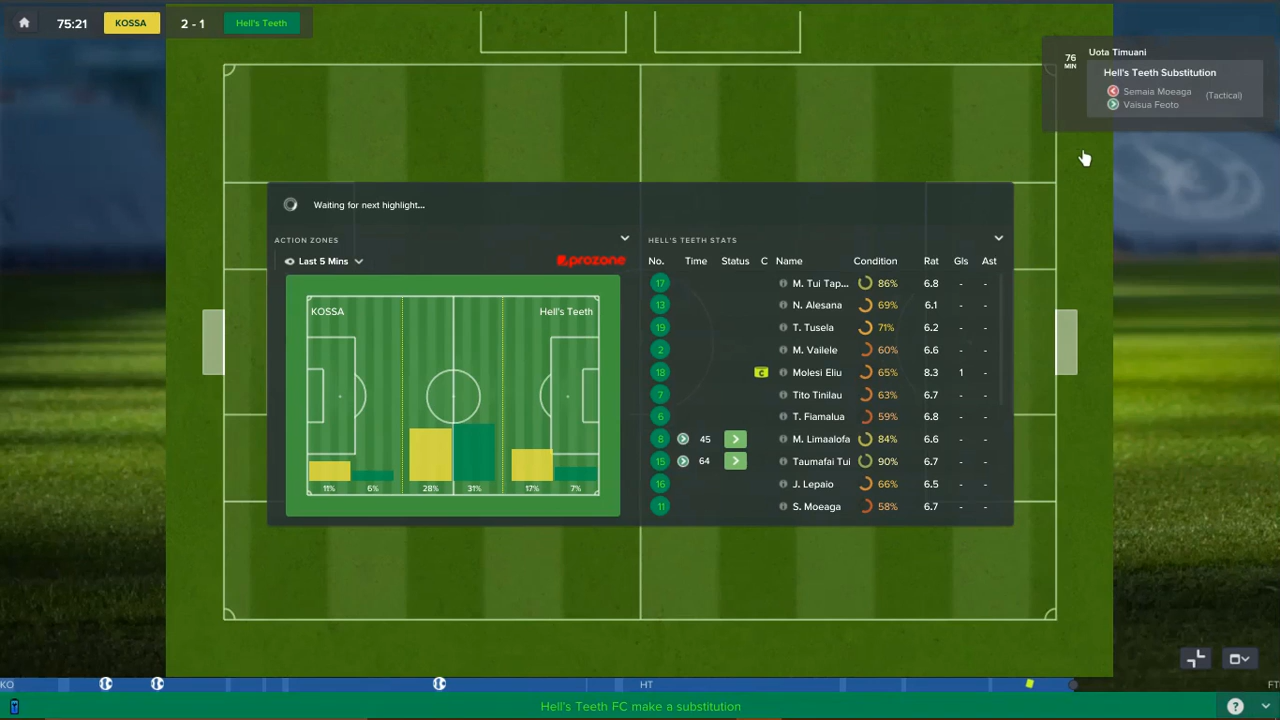 75:21 KOSSA 2 - 1 Hell's Teeth
Uota Timuani
76 MIN
Hell's Teeth Substitution
Semaia Moeaga
(Tactical)
Vaisua Feoto
Waiting for next highlight...
ACTION ZONES
Last 5 Mins
prozone
KOSSA Hell's Teeth
11% 6% 28% 31% 17% 7%
HELL'S TEETH STATS
No. Time Status C Name Condition Rat Gls Ast
17 M. Tui Tap... 86% 6.8 - -
13 N. Alesana 69% 6.1 - -
19 T. Tusela 71% 6.2 - -
2 M. Vailele 60% 6.6 - -
18 C Molesi Eliu 65% 8.3 1 -
7 Tito Tinilau 63% 6.7 - -
6 T. Fiamalua 59% 6.8 - -
8 45 M. Limaalofa 84% 6.6 - -
15 64 Taumafai Tui 90% 6.7 - -
16 J. Lepaio 66% 6.5 - -
11 S. Moeaga 58% 6.7 - -
KO HT FT
Hell's Teeth FC make a substitution
?